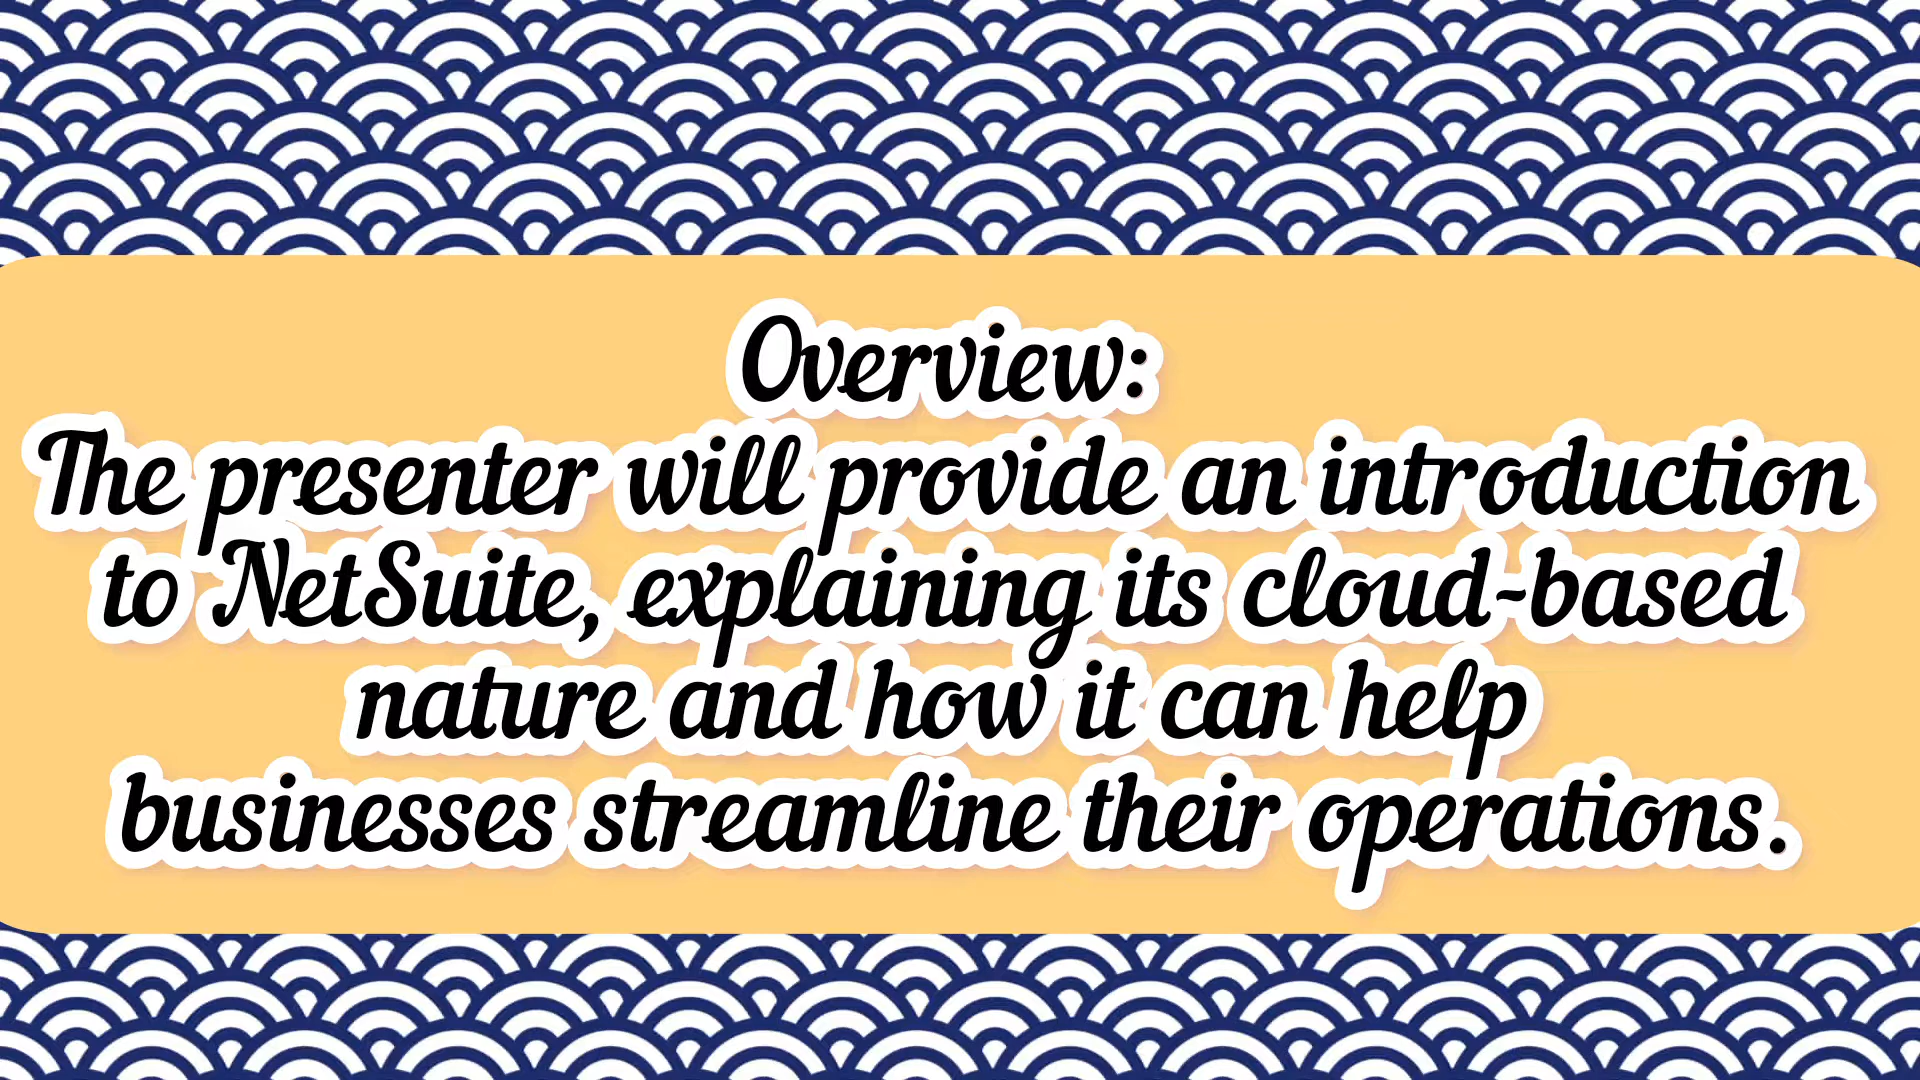 Overview:
The presenter will provide an introduction
to NetSuite, explaining its cloud-based
nature and how it can help
businesses streamline their operations.